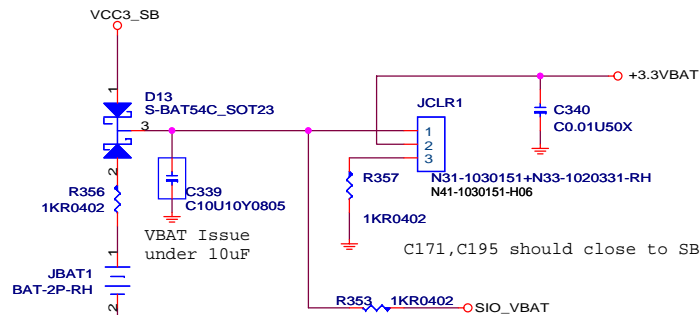 VCC3_SB
1
D13
S-BAT54C_SOT23
3
2
R356
1KR0402
C339
C10U10Y0805
VBAT Issue
under 10uF
1
JBAT1
BAT-2P-RH
2
JCLR1
1
2
3
N31-1030151+N33-1020331-RH
N41-1030151-H06
R357
1KR0402
+3.3VBAT
C340
C0.01U50X
C171,C195 should close to SB
R353 1KR0402
SIO_VBAT